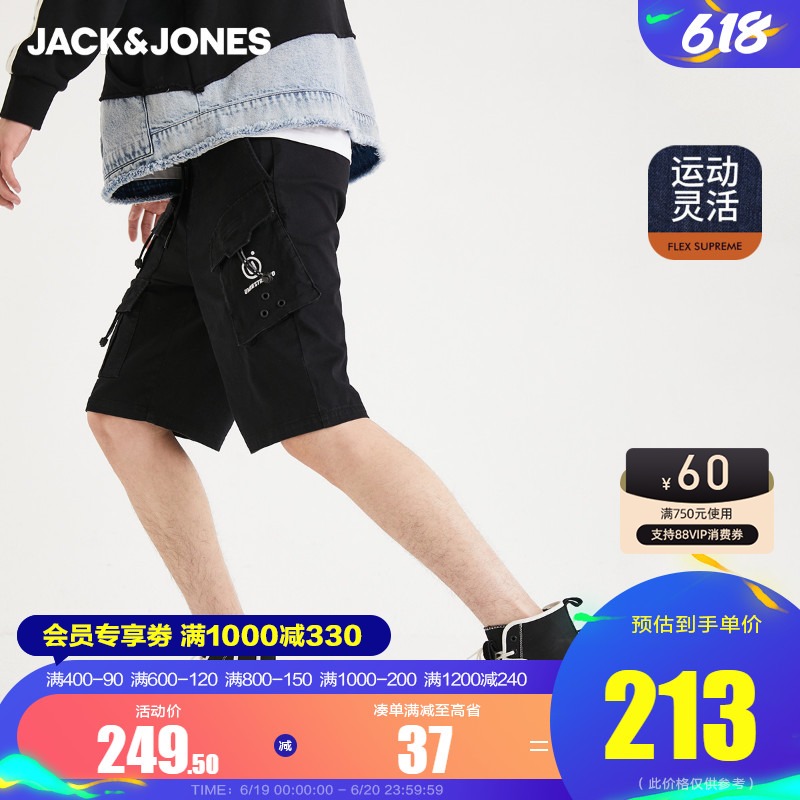 JACK&JONES
618
运动
灵活
FLEX SUPREME
¥60
满750元使用
支持88VIP消费券
会员专享券 满1000减330
满400-90 满600-120 满800-150 满1000-200 满1200减240
预估到手单价
213
(此价格仅供参考)
活动价
249.50
减
凑单满减至高省
37
=
JACK&JONES TIME：6/19 00:00:00 – 6/20 23:59:59